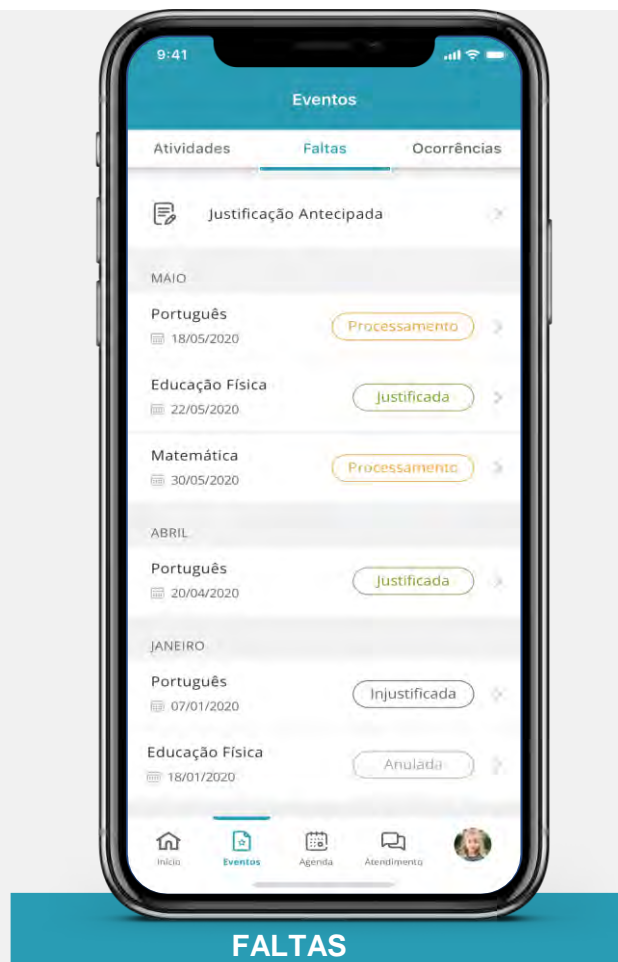 9:41
Eventos
Atividades Faltas Ocorrências
Justificação Antecipada
MAIO
Português
Processamento
18/05/2020
Educação Física
Justificada
22/05/2020
Matemática
Processamento
30/05/2020
ABRIL
Português
Justificada
20/04/2020
JANEIRO
Português
Injustificada
07/01/2020
Educação Física
Anulada
18/01/2020
Início Eventos Agenda Atendimento
FALTAS